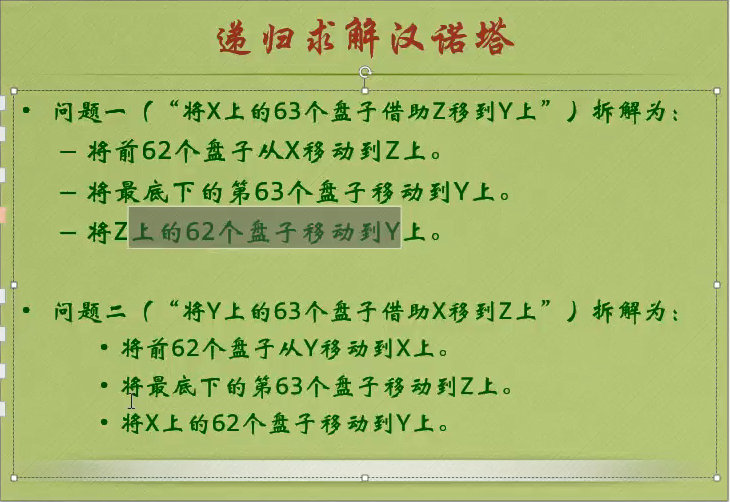 递归求解汉诺塔
• 问题一（“将X上的63个盘子借助Z移到Y上”）拆解为：
– 将前62个盘子从X移动到Z上。
– 将最底下的第63个盘子移动到Y上。
– 将Z上的62个盘子移动到Y上。
• 问题二（“将Y上的63个盘子借助X移到Z上”）拆解为：
• 将前62个盘子从Y移动到X上。
• 将最底下的第63个盘子移动到Z上。
• 将X上的62个盘子移动到Y上。